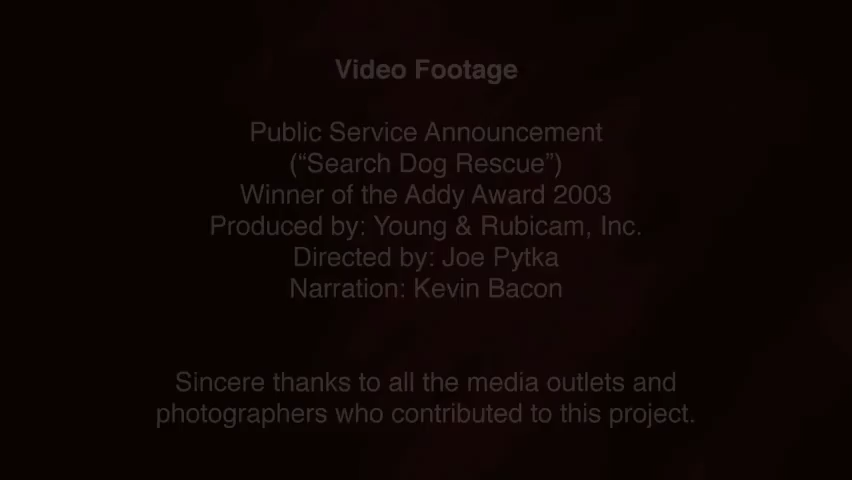 Video Footage
Public Service Announcement
(“Search Dog Rescue”)
Winner of the Addy Award 2003
Produced by: Young & Rubicam, Inc.
Directed by: Joe Pytka
Narration: Kevin Bacon
Sincere thanks to all the media outlets and
photographers who contributed to this project.